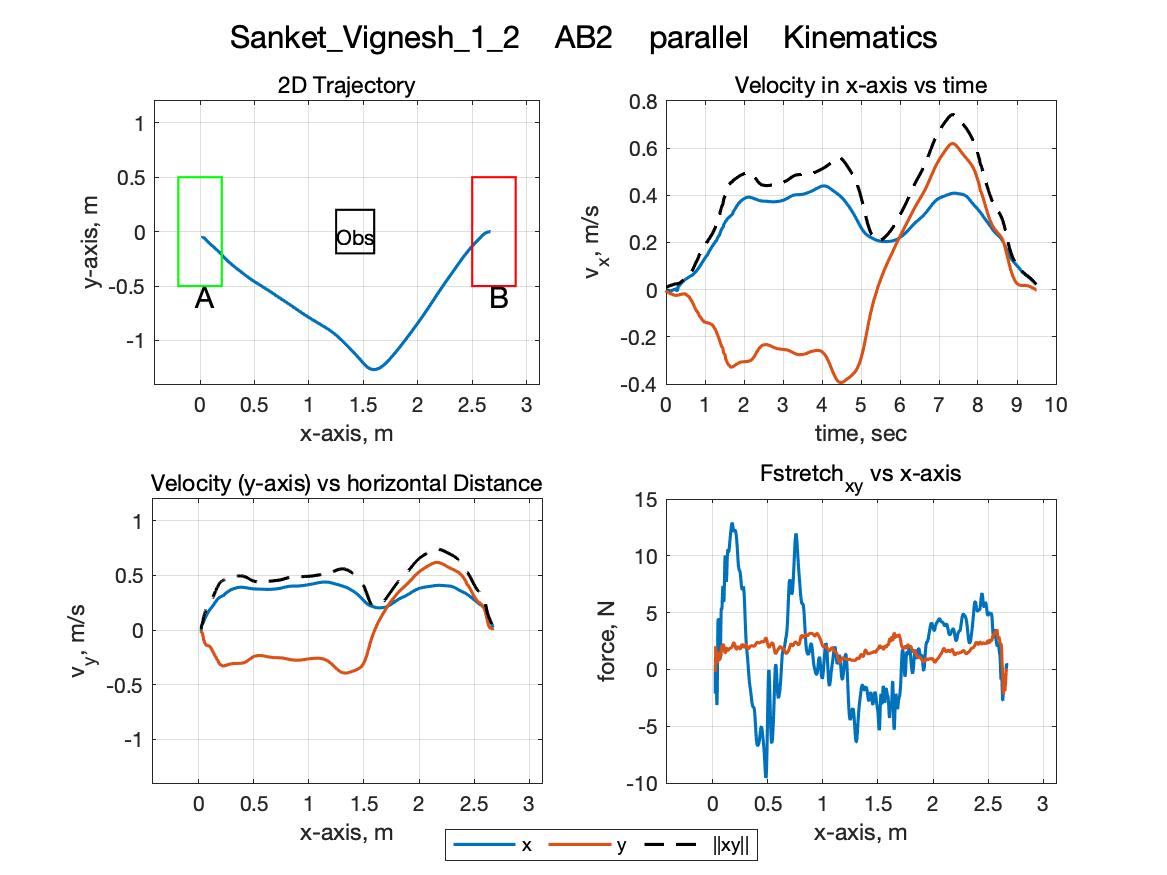 Sanket_Vignesh_1_2 AB2 parallel Kinematics
2D Trajectory
1
0.5
0
-0.5
-1
y-axis, m
A
Obs
B
0 0.5 1 1.5 2 2.5 3
x-axis, m
Velocity in x-axis vs time
0.8
0.6
0.4
0.2
0
-0.2
-0.4
v_x, m/s
0 1 2 3 4 5 6 7 8 9 10
time, sec
Velocity (y-axis) vs horizontal Distance
1
0.5
0
-0.5
-1
v_y, m/s
0 0.5 1 1.5 2 2.5 3
x-axis, m
Fstretch_xy vs x-axis
15
10
5
0
-5
-10
force, N
0 0.5 1 1.5 2 2.5 3
x-axis, m
x y ||xy||